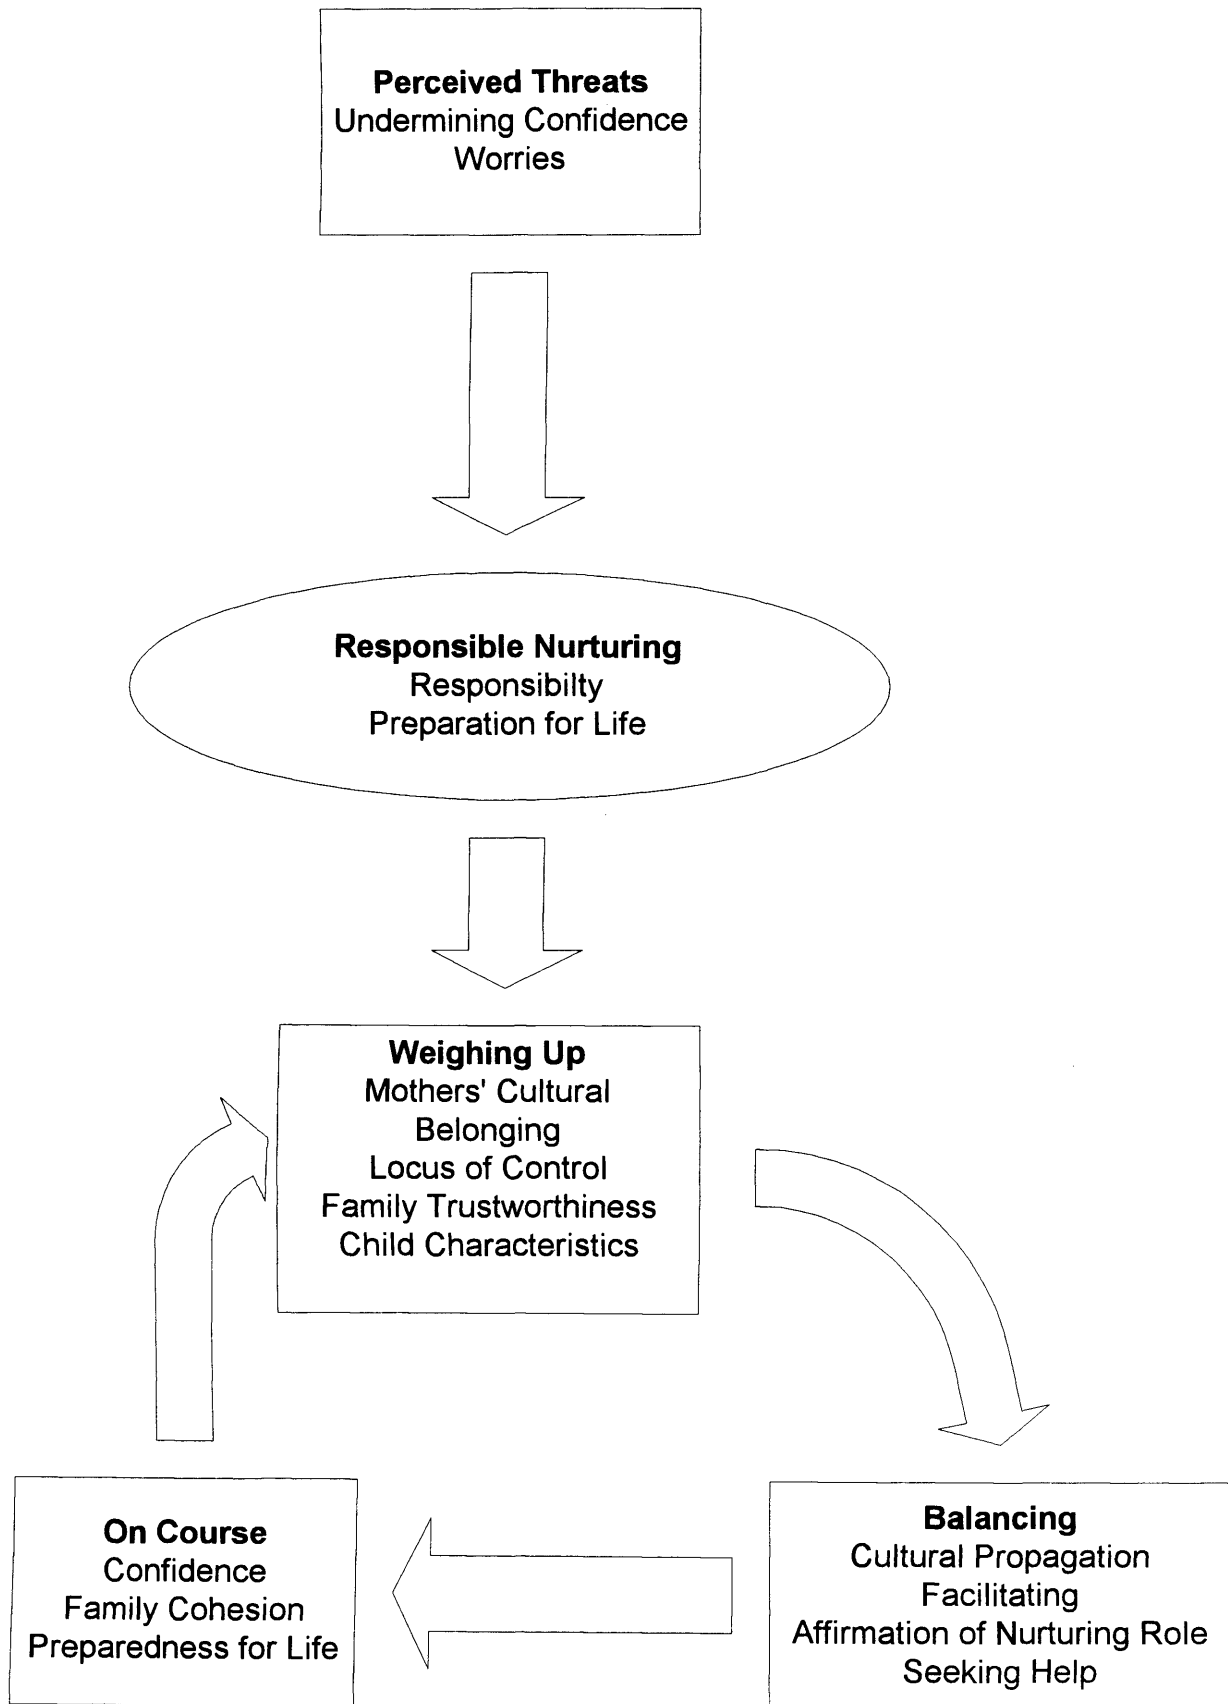 Perceived Threats
Undermining Confidence
Worries
Responsible Nurturing
Responsibilty
Preparation for Life
Weighing Up
Mothers' Cultural
Belonging
Locus of Control
Family Trustworthiness
Child Characteristics
On Course
Confidence
Family Cohesion
Preparedness for Life
Balancing
Cultural Propagation
Facilitating
Affirmation of Nurturing Role
Seeking Help